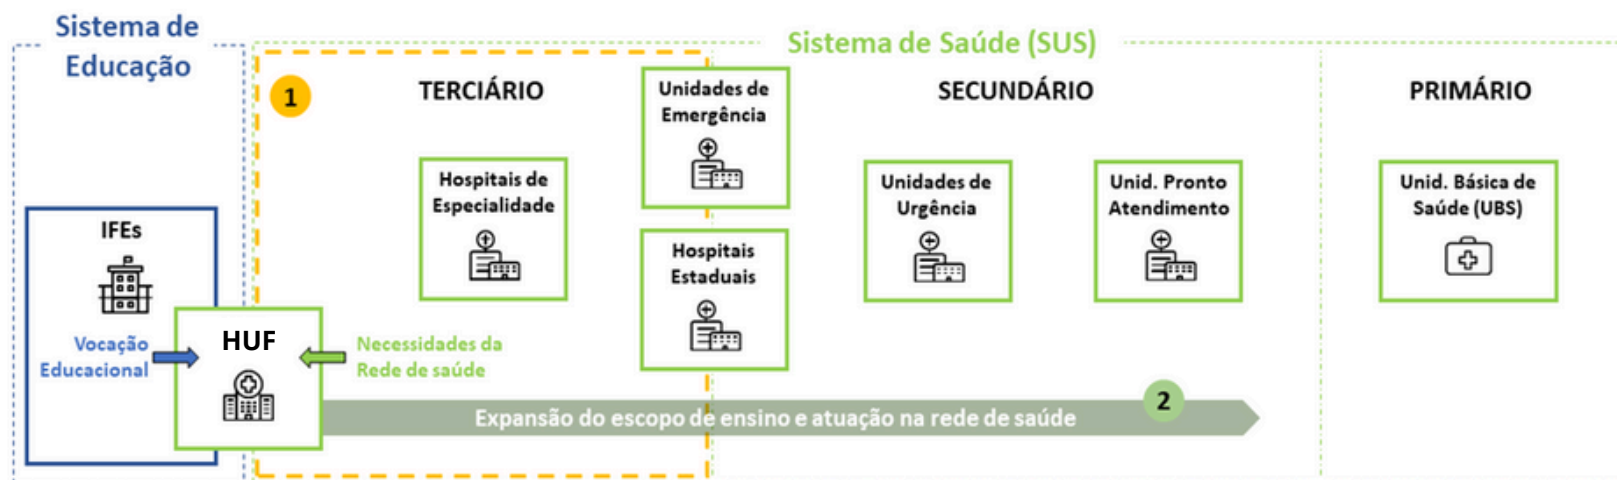 Sistema de
Educação
Sistema de Saúde (SUS)
1
TERCIÁRIO
SECUNDÁRIO
PRIMÁRIO
Unidades de
Emergência
Hospitais de
Especialidade
Unidades de
Urgência
Unid. Pronto
Atendimento
Unid. Básica de
Saúde (UBS)
IFEs
Hospitais
Estaduais
HUF
Vocação
Educacional
Necessidades da
Rede de saúde
2
Expansão do escopo de ensino e atuação na rede de saúde